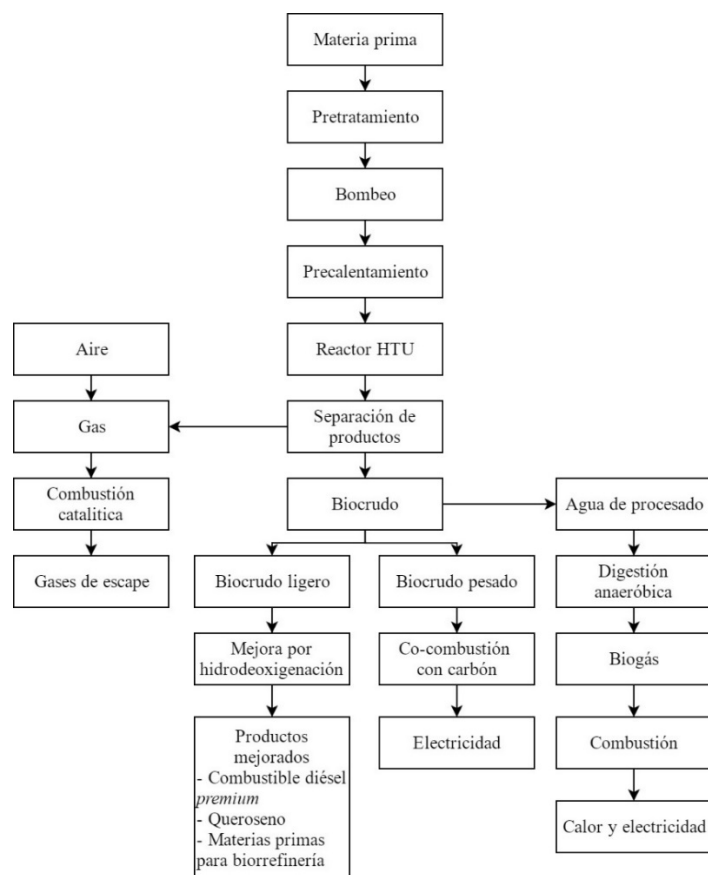 Materia prima
Pretratamiento
Bombeo
Precalentamiento
Aire
Reactor HTU
Gas
Separación de
productos
Combustión
catalitica
Biocrudo
Agua de procesado
Gases de escape
Biocrudo ligero
Biocrudo pesado
Digestión
anaeróbica
Mejora por
hidrodeoxigenación
Co-combustión
con carbón
Biogás
Productos
mejorados
- Combustible diésel
premium
- Queroseno
- Materias primas
para biorrefinería
Electricidad
Combustión
Calor y electricidad